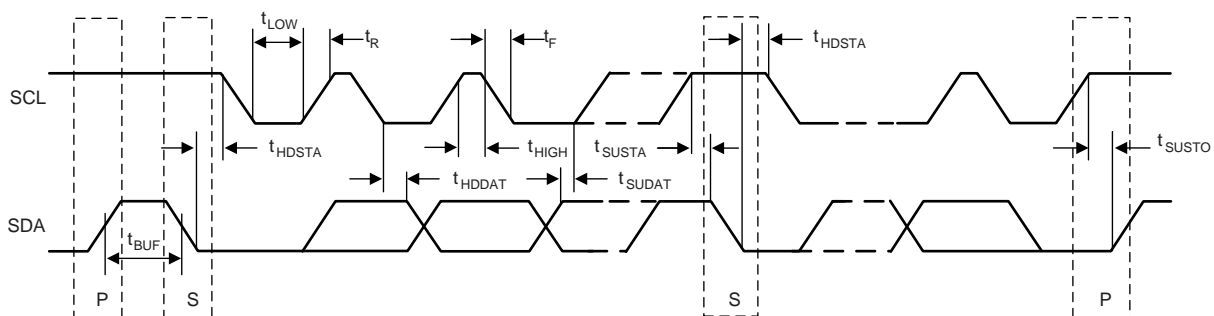 tLOW
tR
tF
tHDSTA
SCL
tHDSTA
tHIGH
tSUSTA
tSUSTO
tHDDAT
tSUDAT
SDA
tBUF
P
S
S
P